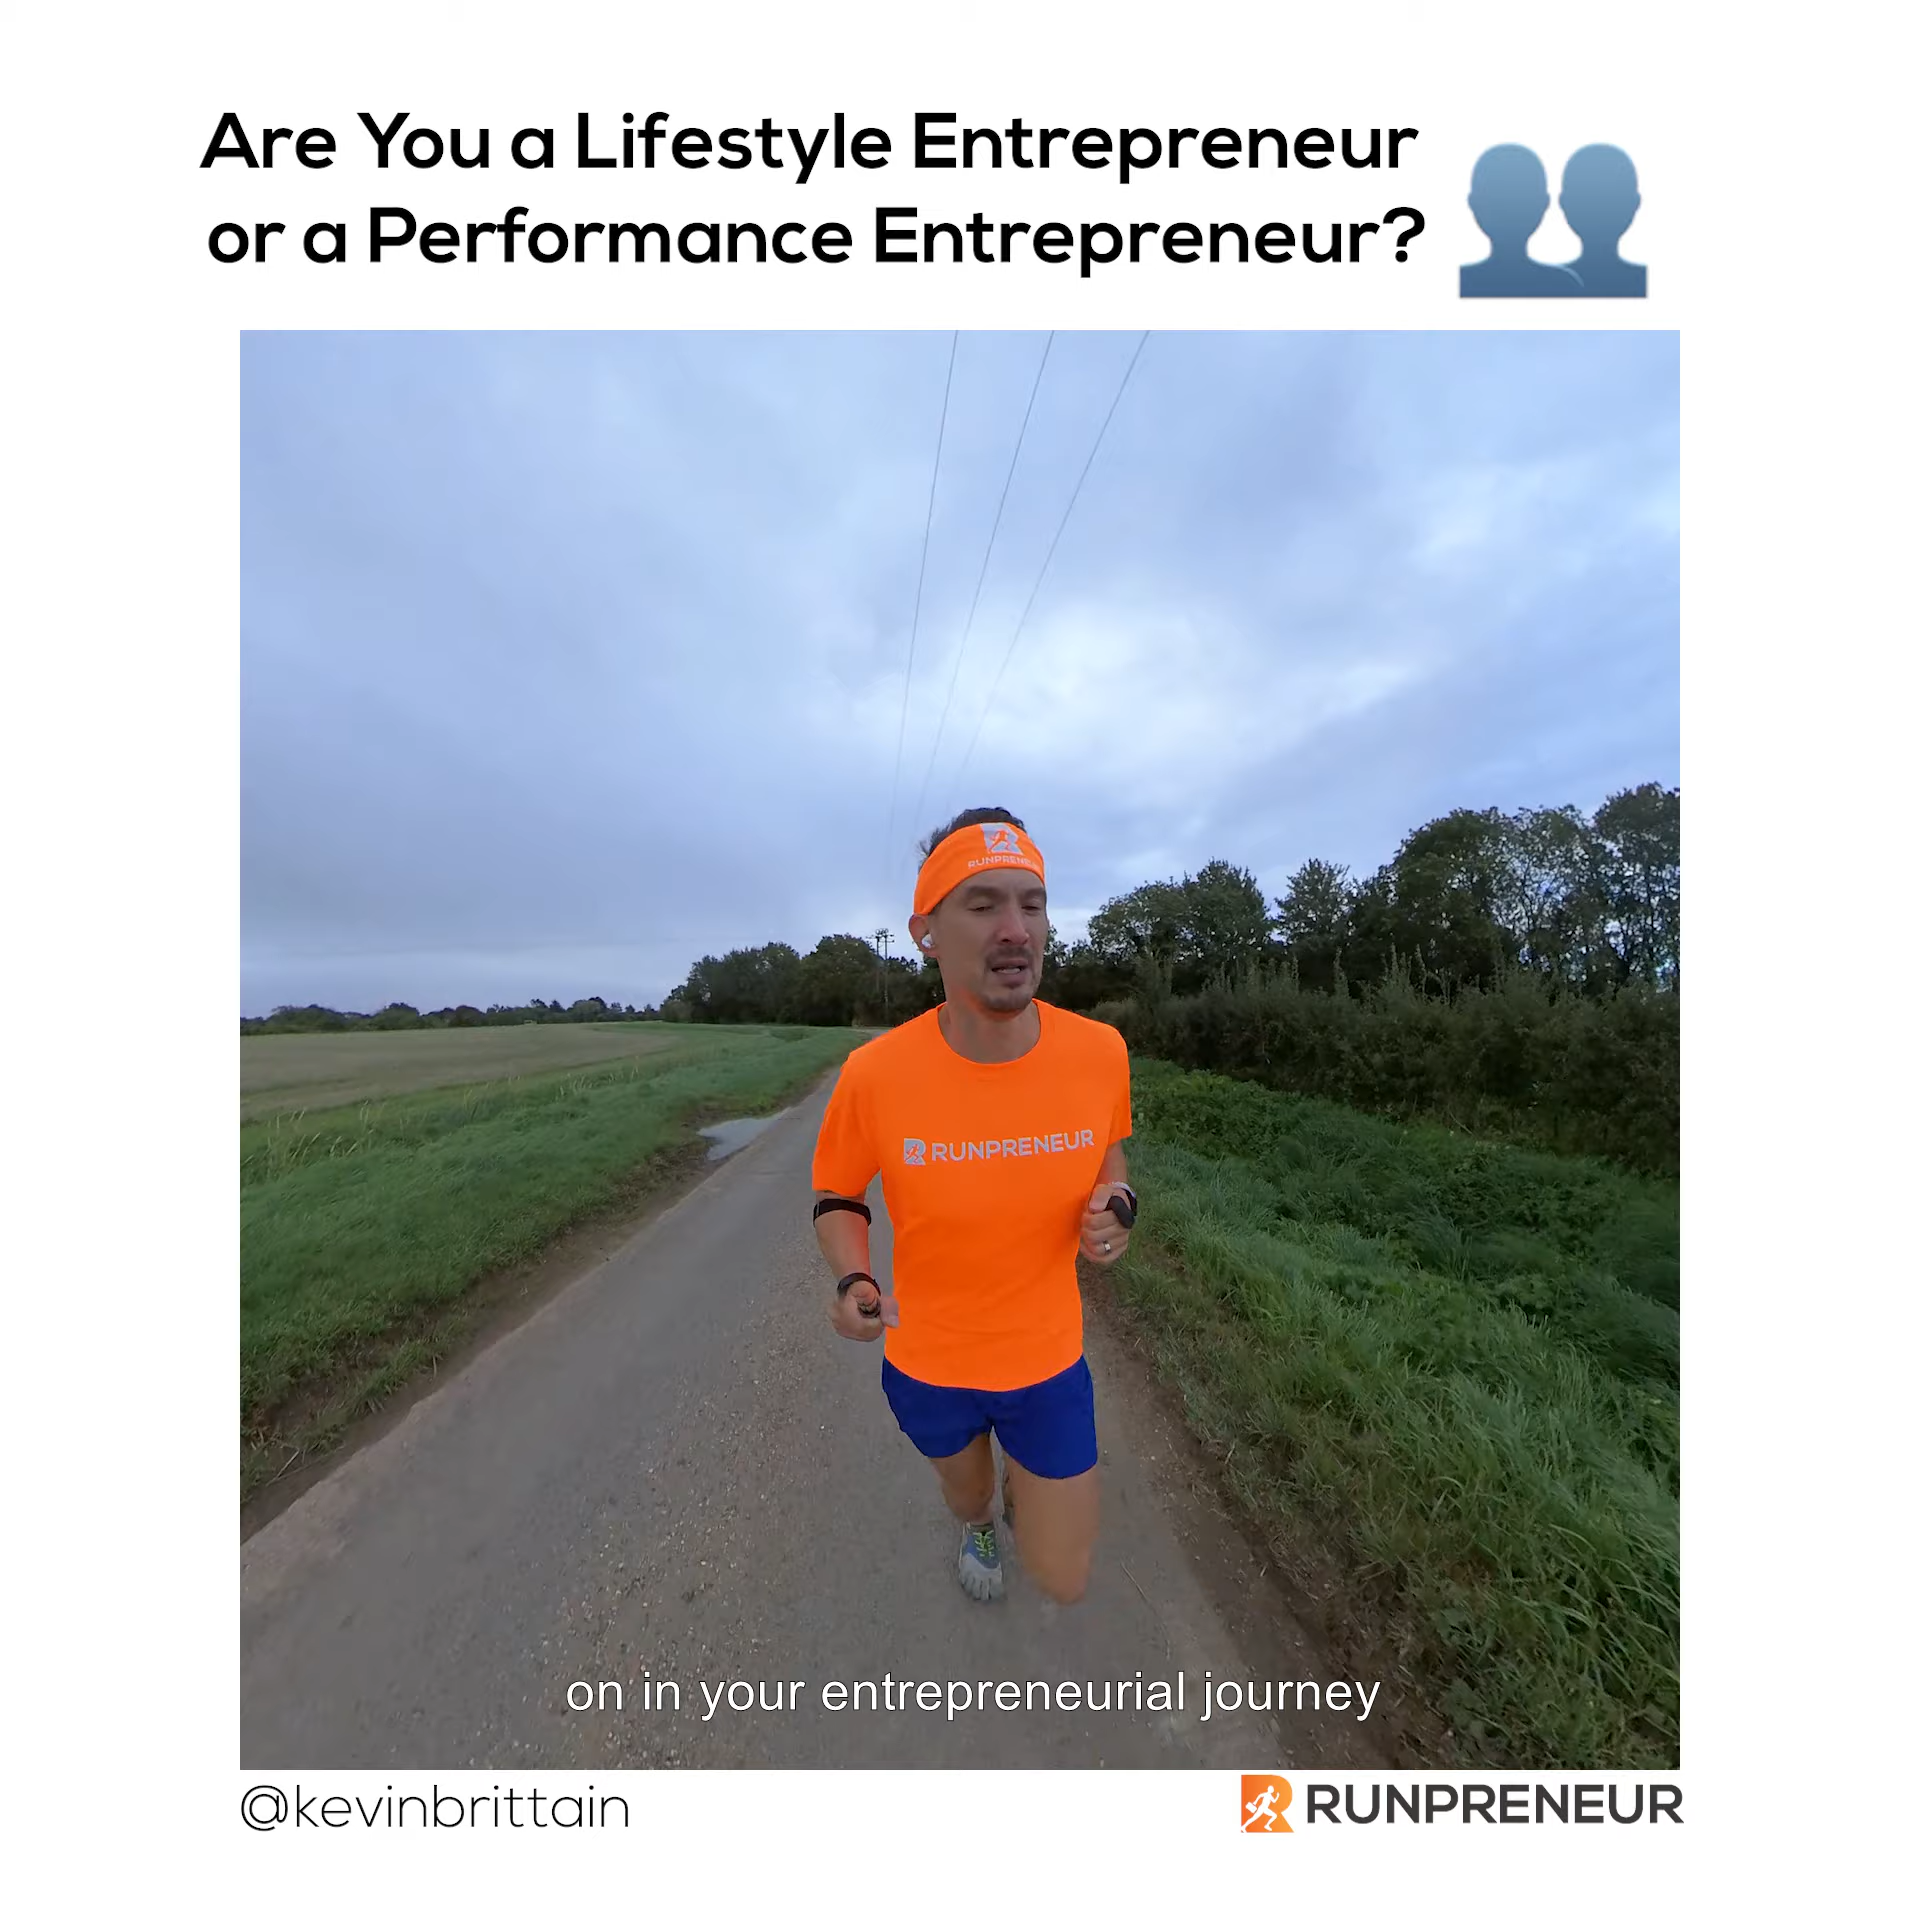 Are You a Lifestyle Entrepreneur
or a Performance Entrepreneur?
RUNPRENEUR
RUNPRENEUR
on in your entrepreneurial journey
@kevinbrittain
RUNPRENEUR